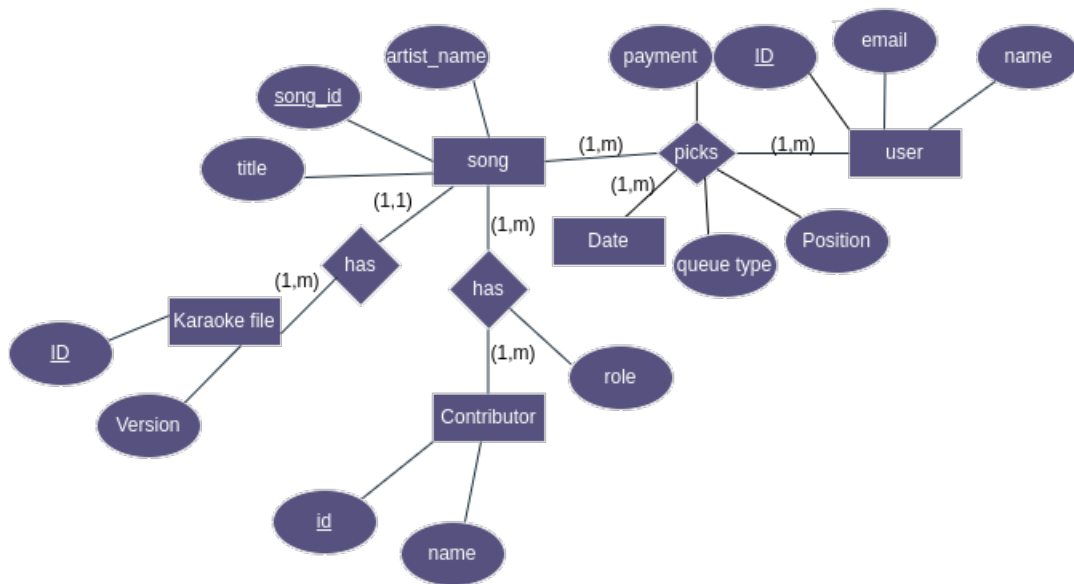 artist_name
payment
ID
email
name
song_id
title
song
(1,m)
picks
(1,m)
user
(1,1)
(1,m)
(1,m)
Date
queue type
Position
has
(1,m)
has
Karaoke file
ID
Version
(1,m)
role
Contributor
id
name